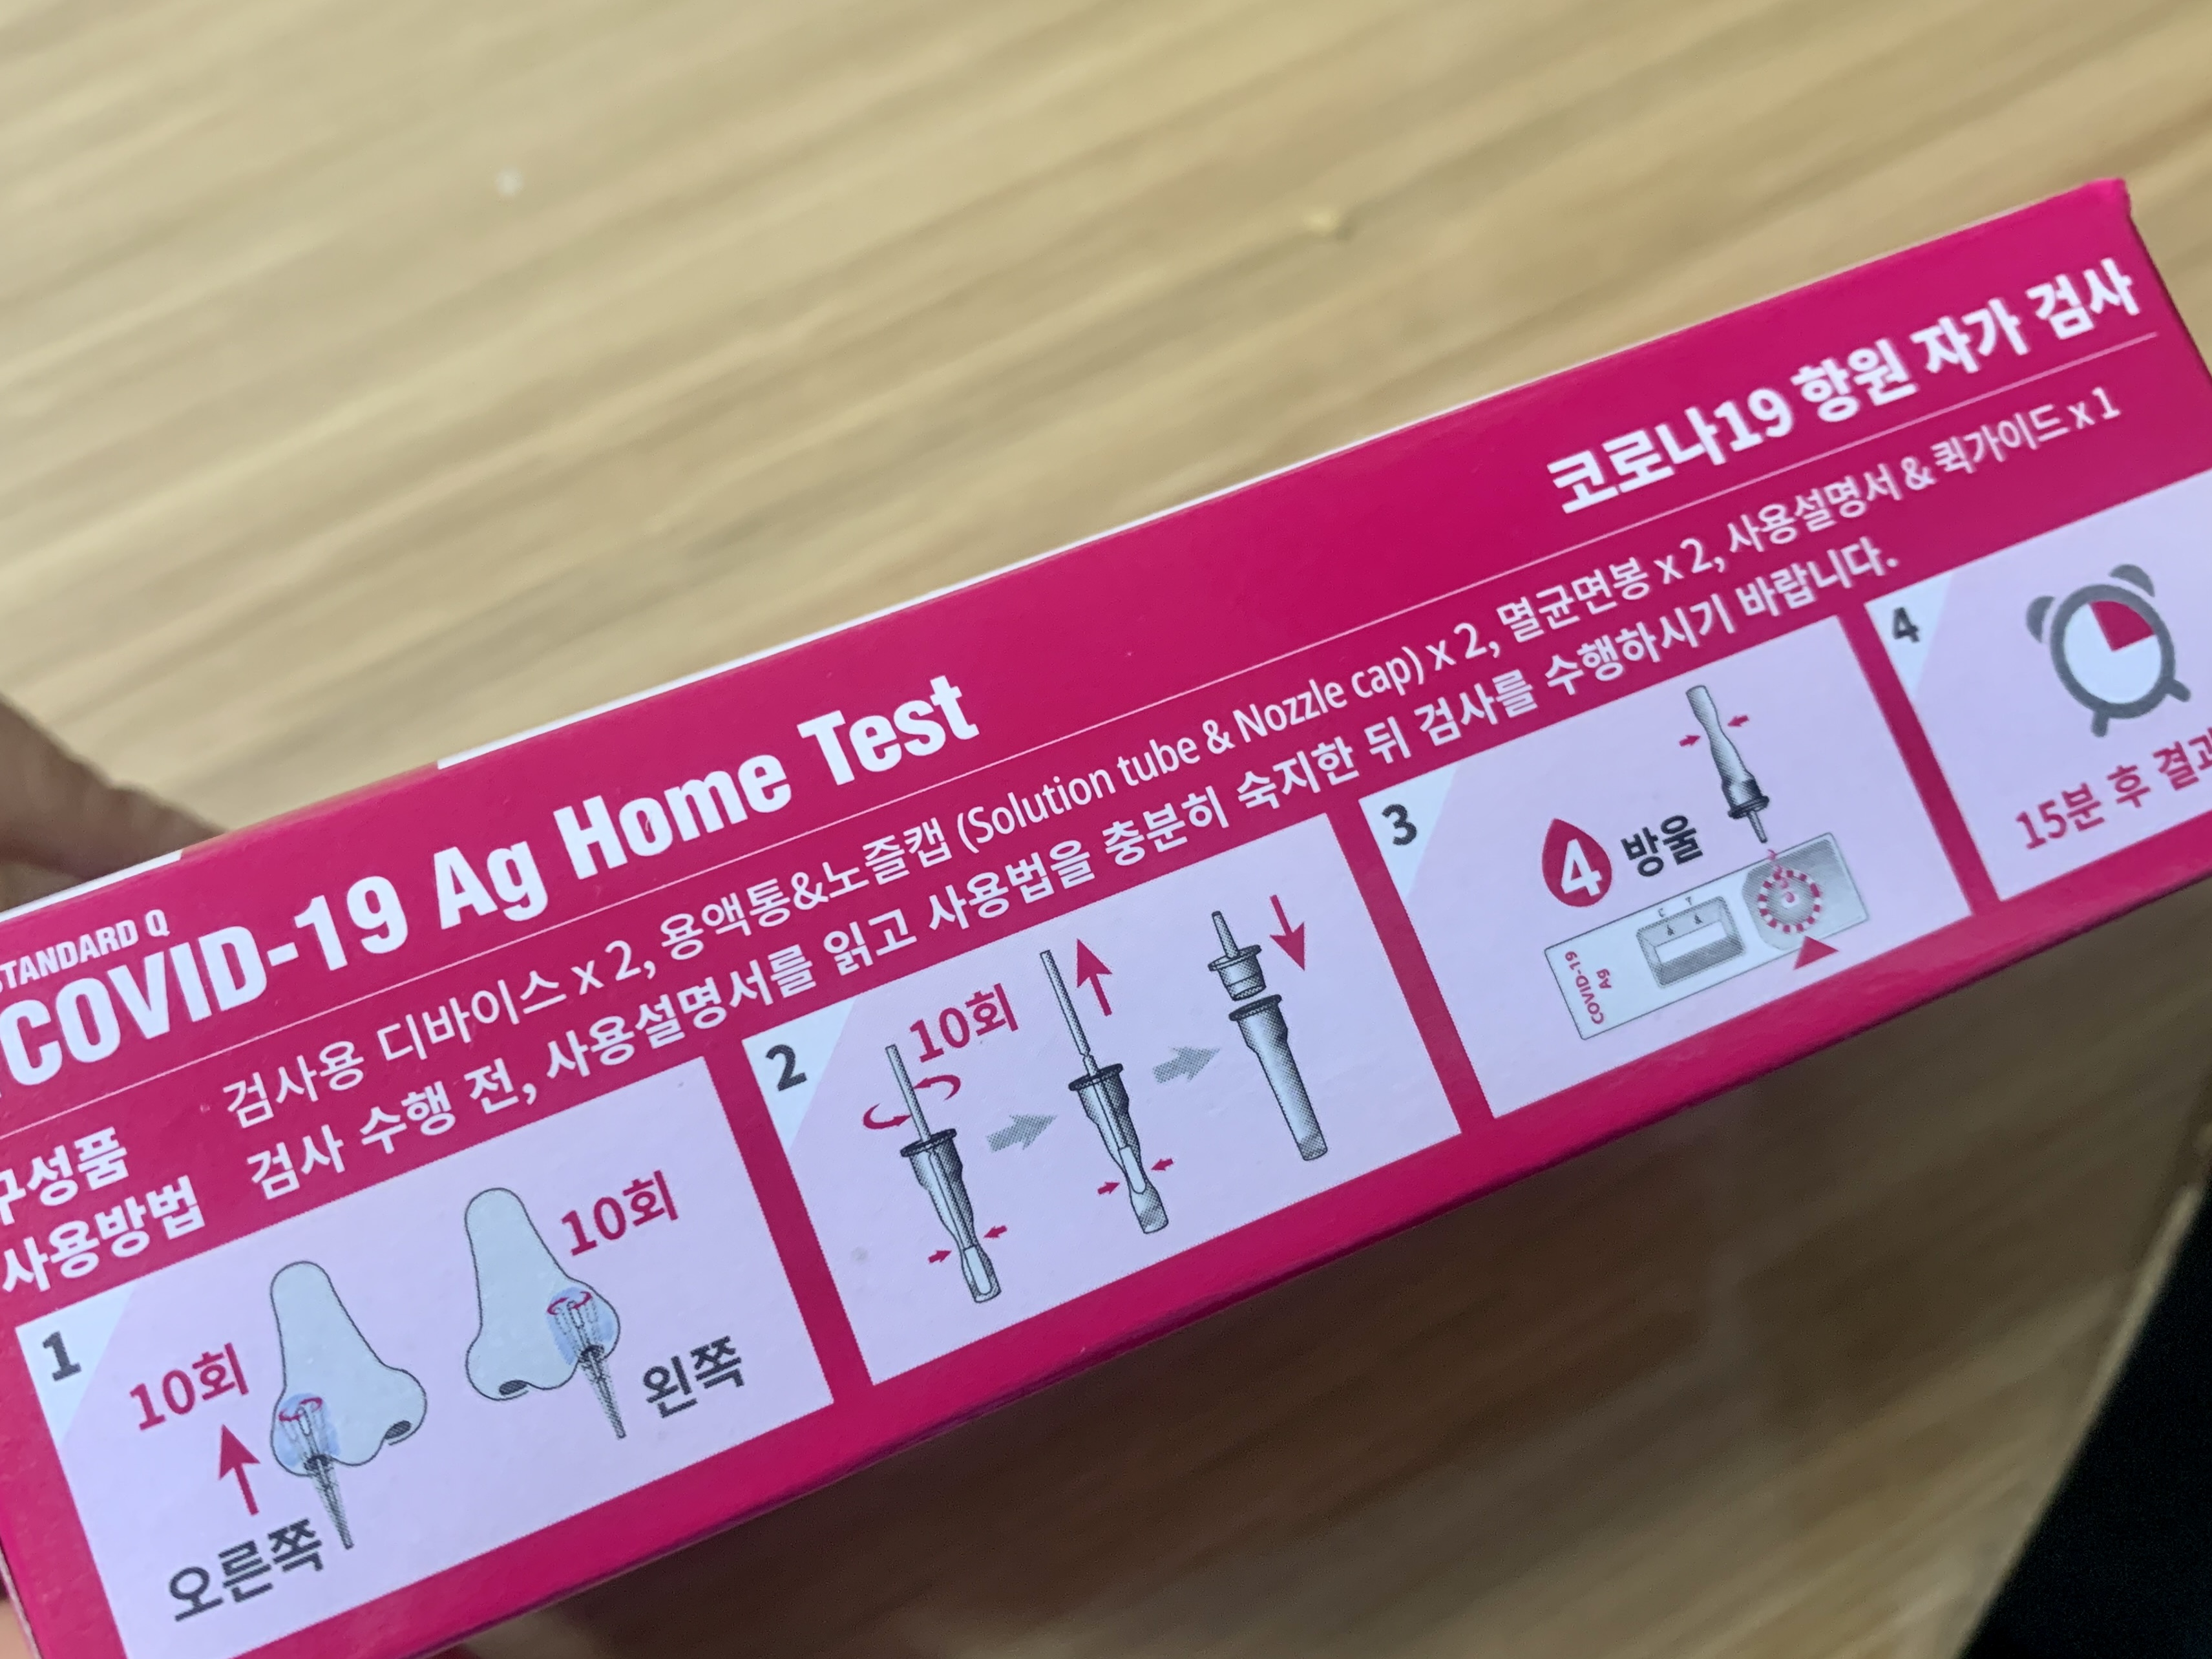 STANDARD Q
COVID-19 Ag Home Test
코로나19 항원 자가 검사
구성품 검사용 디바이스 x 2, 용액통&노즐캡 (Solution tube & Nozzle cap) x 2, 멸균면봉 x 2, 사용설명서 & 퀵가이드 x 1
사용방법 검사 수행 전, 사용설명서를 읽고 사용법을 충분히 숙지한 뒤 검사를 수행하시기 바랍니다.
1
10회
오른쪽
10회
왼쪽
2
10회
3
4 방울
C T
COVID-19
Ag
4
15분 후 결과